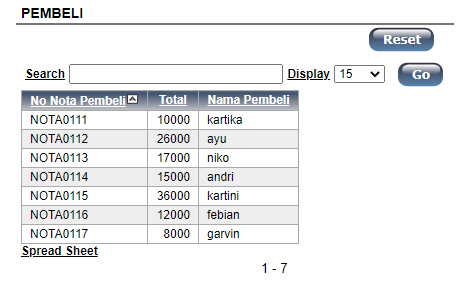 PEMBELI
Reset
Search Display 15 Go
No Nota Pembeli Total Nama Pembeli
NOTA0111 10000 kartika
NOTA0112 26000 ayu
NOTA0113 17000 niko
NOTA0114 15000 andri
NOTA0115 36000 kartini
NOTA0116 12000 febian
NOTA0117 8000 garvin
Spread Sheet
1 - 7